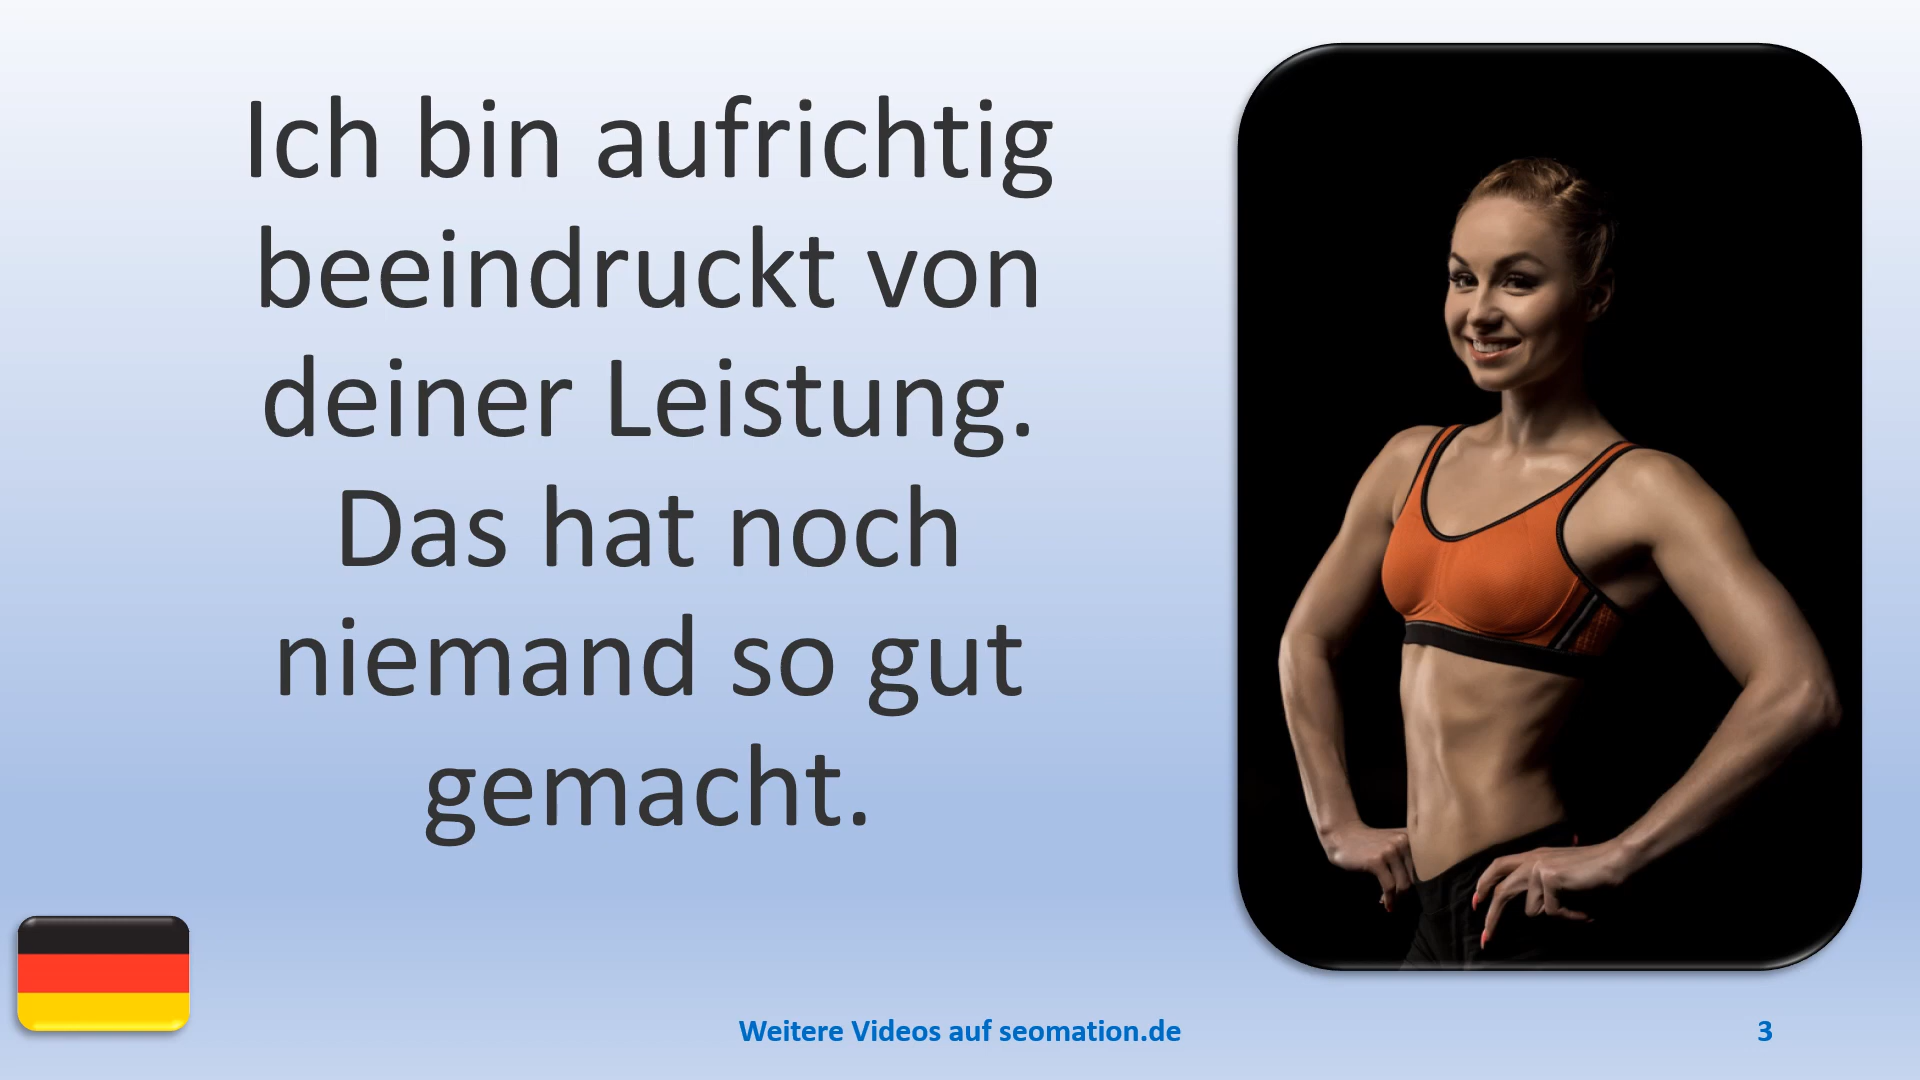 Ich bin aufrichtig
beeindruckt von
deiner Leistung.
Das hat noch
niemand so gut
gemacht.
Weitere Videos auf seomation.de
3